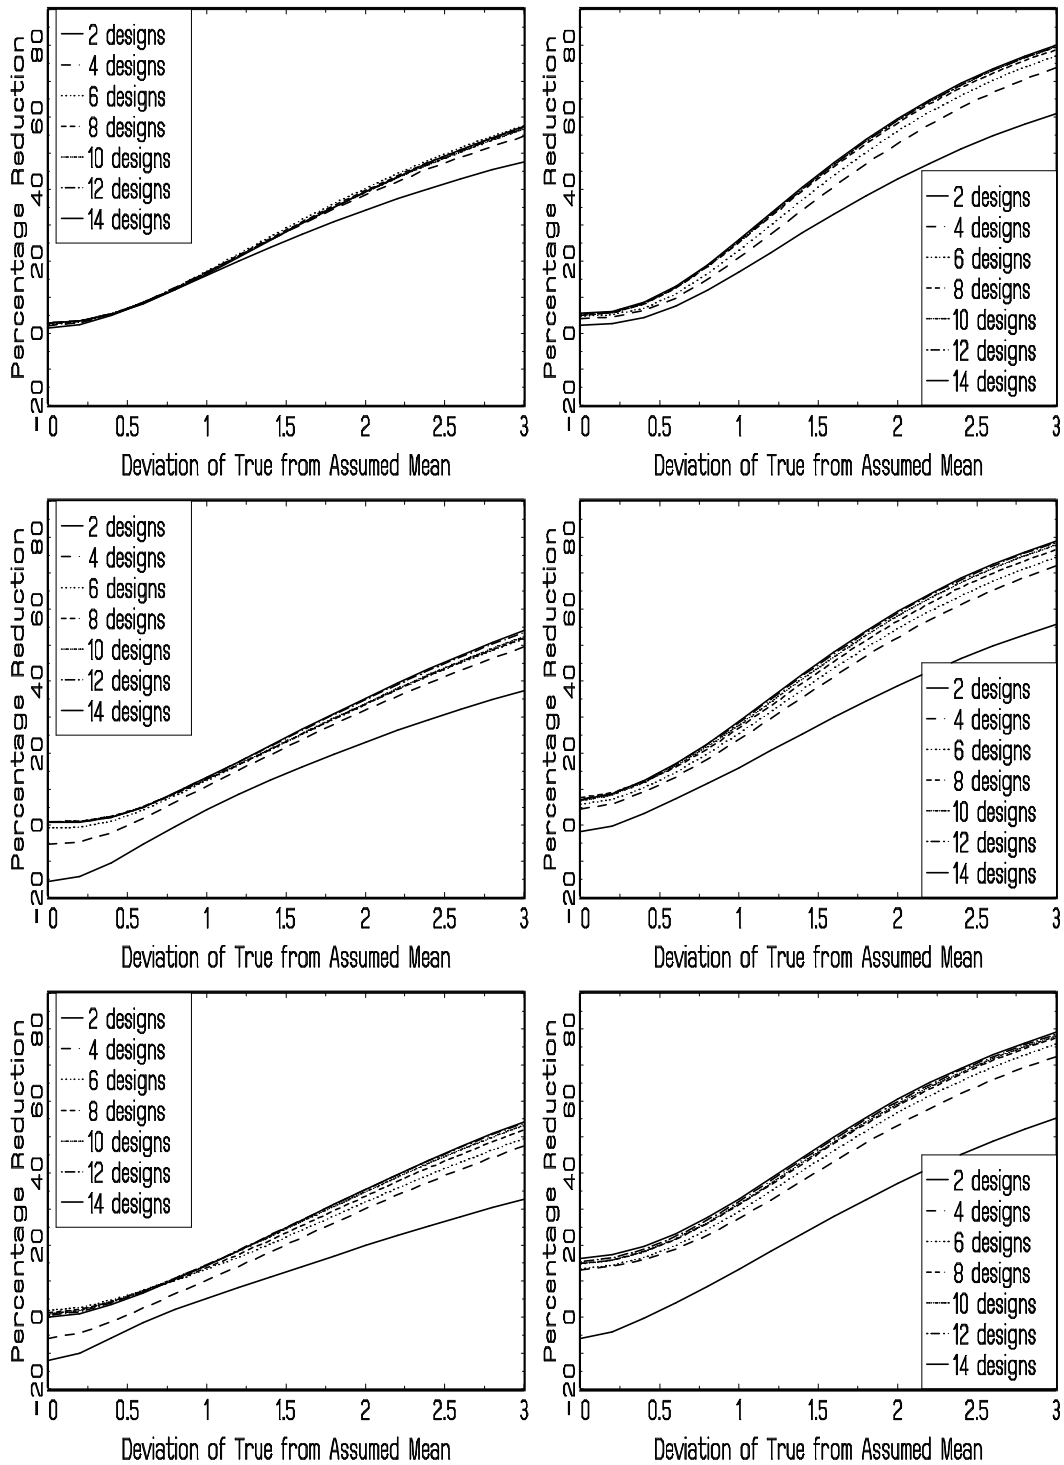 Percentage Reduction
80
60
40
20
0
-20
2 designs
4 designs
6 designs
8 designs
10 designs
12 designs
14 designs
0 0.5 1 1.5 2 2.5 3
Deviation of True from Assumed Mean
Percentage Reduction
80
60
40
20
0
-20
2 designs
4 designs
6 designs
8 designs
10 designs
12 designs
14 designs
0 0.5 1 1.5 2 2.5 3
Deviation of True from Assumed Mean
Percentage Reduction
80
60
40
20
0
-20
2 designs
4 designs
6 designs
8 designs
10 designs
12 designs
14 designs
0 0.5 1 1.5 2 2.5 3
Deviation of True from Assumed Mean
Percentage Reduction
80
60
40
20
0
-20
2 designs
4 designs
6 designs
8 designs
10 designs
12 designs
14 designs
0 0.5 1 1.5 2 2.5 3
Deviation of True from Assumed Mean
Percentage Reduction
80
60
40
20
0
-20
2 designs
4 designs
6 designs
8 designs
10 designs
12 designs
14 designs
0 0.5 1 1.5 2 2.5 3
Deviation of True from Assumed Mean
Percentage Reduction
80
60
40
20
0
-20
2 designs
4 designs
6 designs
8 designs
10 designs
12 designs
14 designs
0 0.5 1 1.5 2 2.5 3
Deviation of True from Assumed Mean